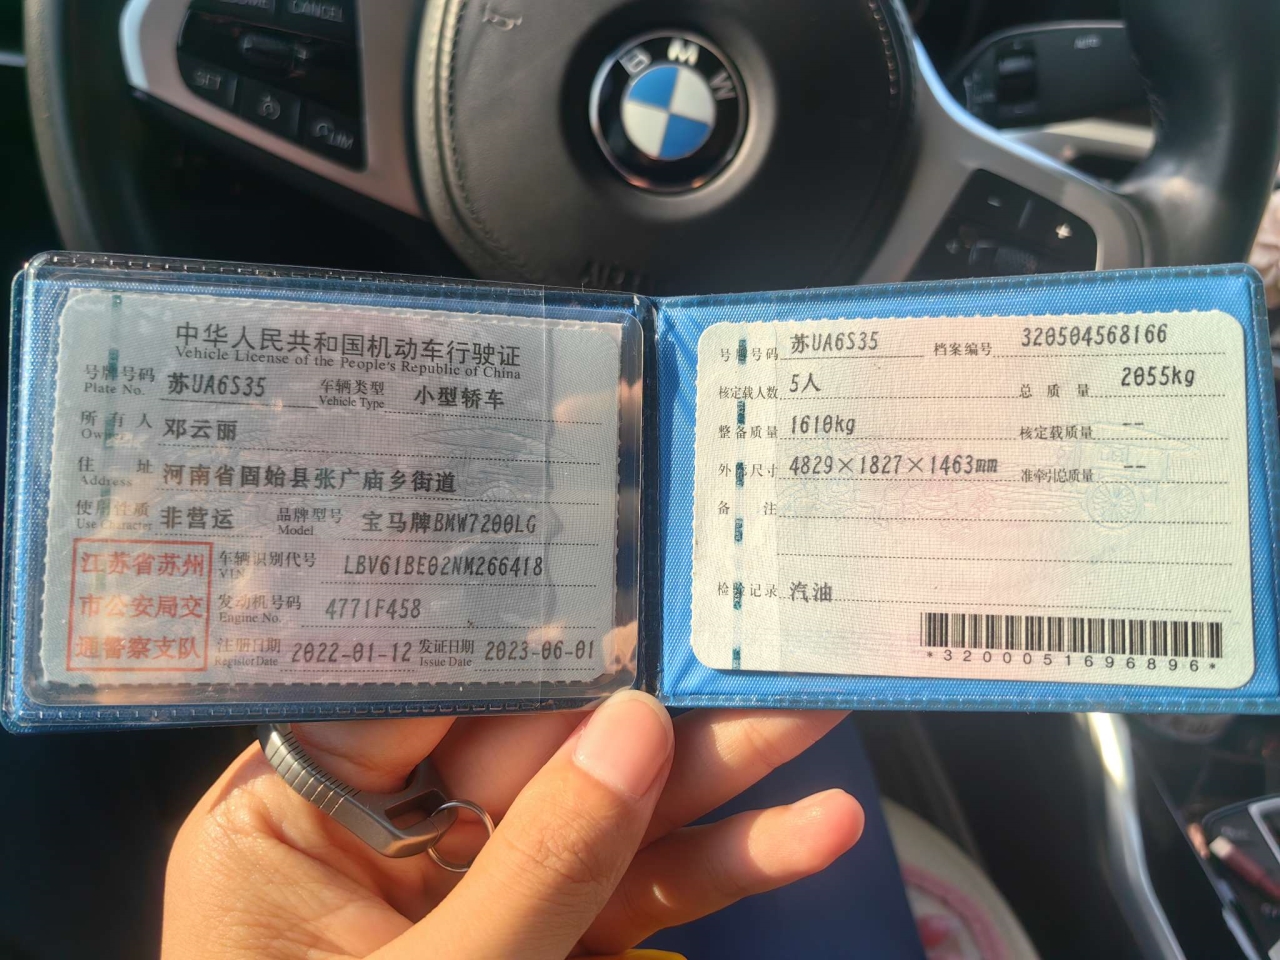 CANCEL
SET
LIM
BMW
AUTO
-
+
中华人民共和国机动车行驶证
Vehicle License of the People's Republic of China
号牌号码 苏UA6S35 车辆类型 小型轿车
Plate No. Vehicle Type
所有人 邓云丽
Owner
住址 河南省固始县张广庙乡街道
Address
使用性质 非营运 品牌型号 宝马牌BMW7200LG
Use Character Model
江苏省苏州
市公安局交
通警察支队
车辆识别代号 LBV61BE02NM266418
VIN
发动机号码 4771F458
Engine No.
注册日期 2022-01-12 发证日期 2023-06-01
Register Date Issue Date
号牌号码 苏UA6S35 档案编号 320504568166
核定载人数 5人 总质量 2055kg
整备质量 1610kg 核定载质量 --
外廓尺寸 4829×1827×1463mm 准牵引总质量 --
备注
检验记录 汽油
*3200051696896*